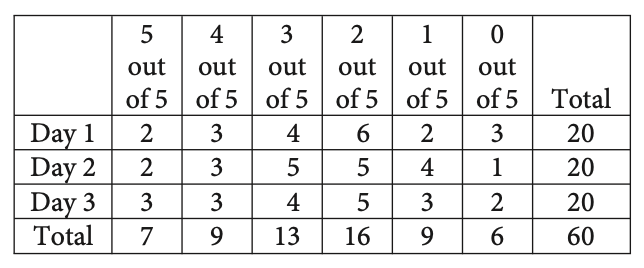 5 out of 5 4 out of 5 3 out of 5 2 out of 5 1 out of 5 0 out of 5 Total
Day 1 2 3 4 6 2 3 20
Day 2 2 3 5 5 4 1 20
Day 3 3 3 4 5 3 2 20
Total 7 9 13 16 9 6 60